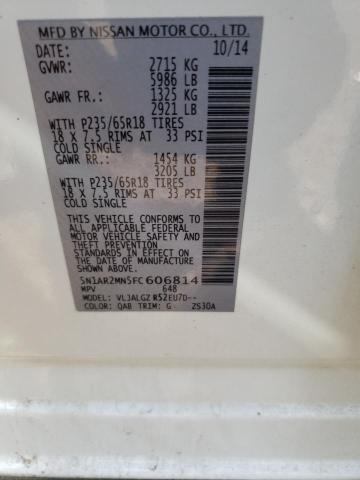 MFD BY NISSAN MOTOR CO., LTD.
DATE: 10/14
GVWR: 2715 KG
5986 LB
GAWR FR.: 1325 KG
2921 LB
WITH P235/65R18 TIRES
18 X 7.5 RIMS AT 33 PSI
COLD SINGLE
GAWR RR.: 1454 KG
3205 LB
WITH P235/65R18 TIRES
18 X 7.5 RIMS AT 33 PSI
COLD SINGLE
THIS VEHICLE CONFORMS TO
ALL APPLICABLE FEDERAL MOTOR
VEHICLE SAFETY, BUMPER,
AND THEFT PREVENTION
STANDARDS IN EFFECT ON
THE DATE OF MANUFACTURE
SHOWN ABOVE.
5N1AR2MN5FC606814
MPV 648
MODEL: VLJALGZ R52EU7D--
COLOR: QAB TRIM: G ZS30A